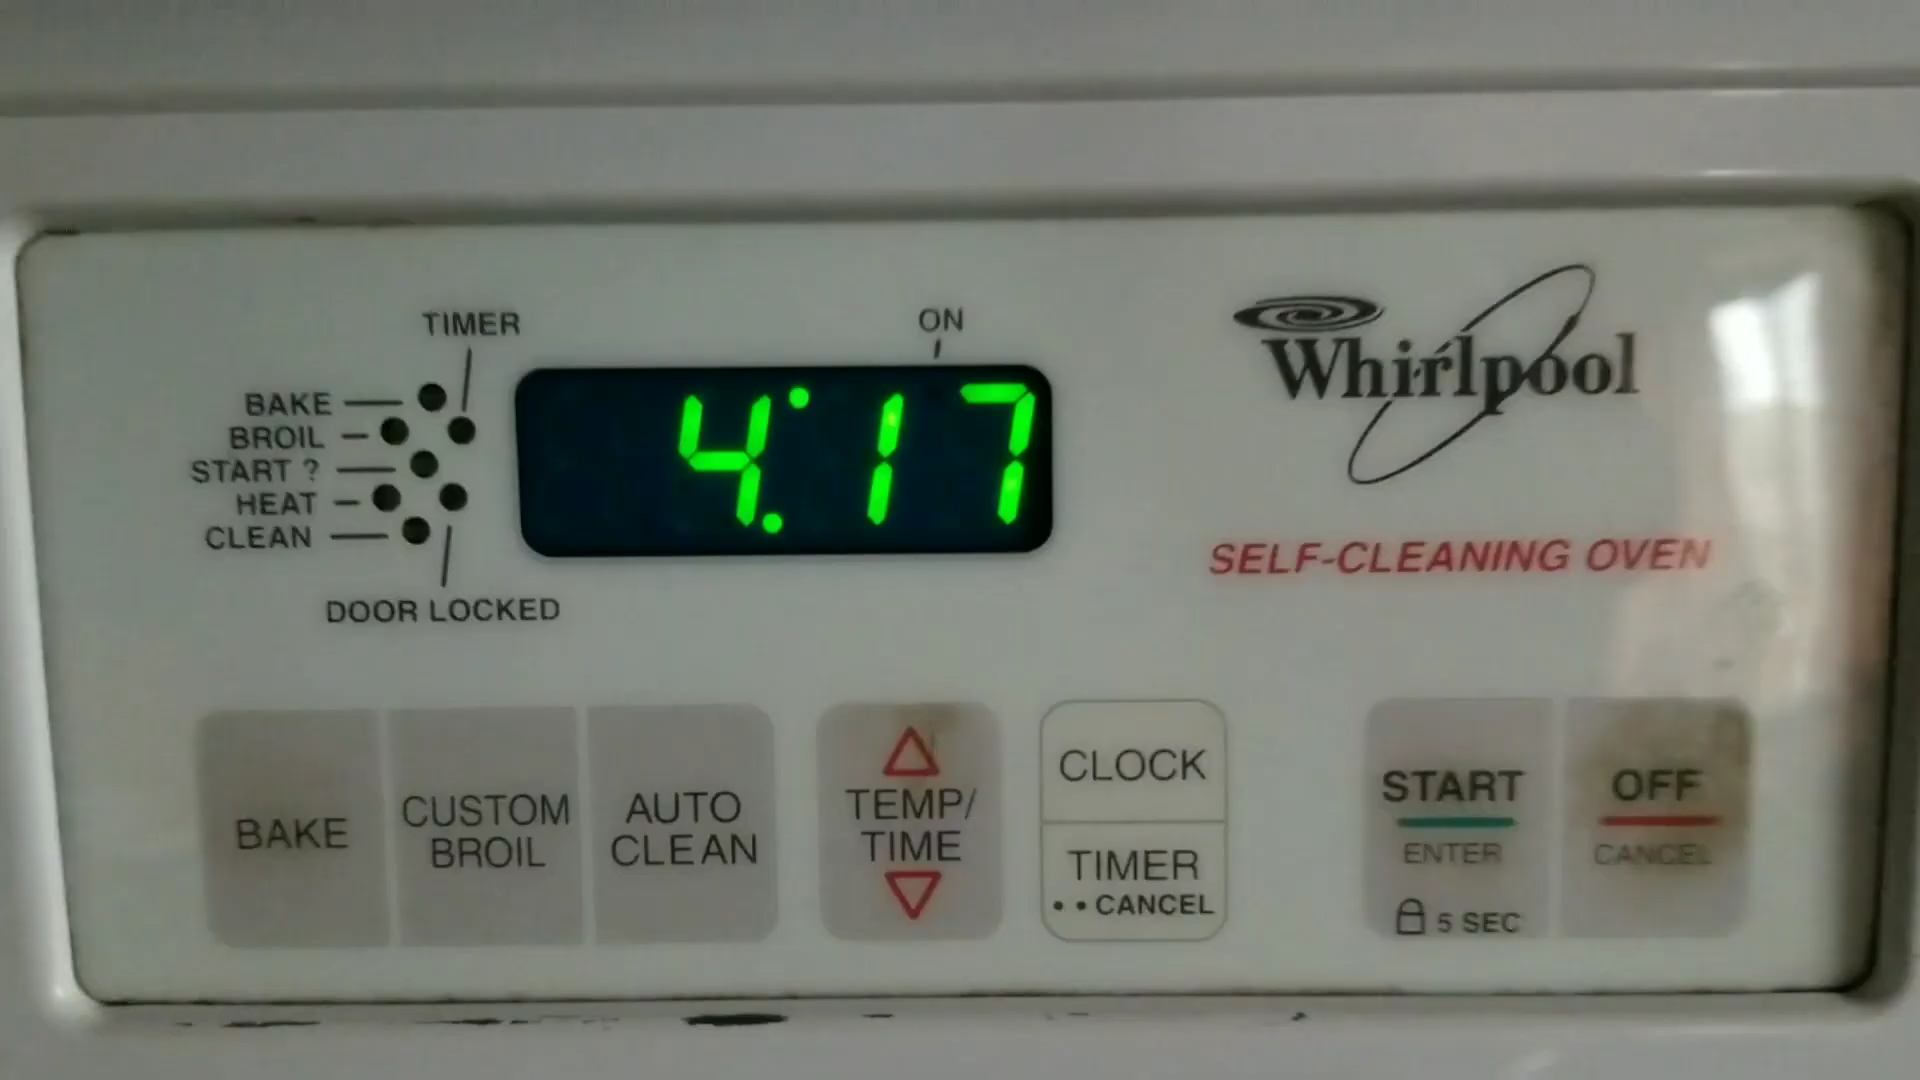 TIMER
ON
BAKE
BROIL
START ?
HEAT
CLEAN
DOOR LOCKED
4:17
Whirlpool
SELF-CLEANING OVEN
BAKE
CUSTOM
BROIL
AUTO
CLEAN
TEMP/
TIME
CLOCK
TIMER
••CANCEL
START
ENTER
5 SEC
OFF
CANCEL